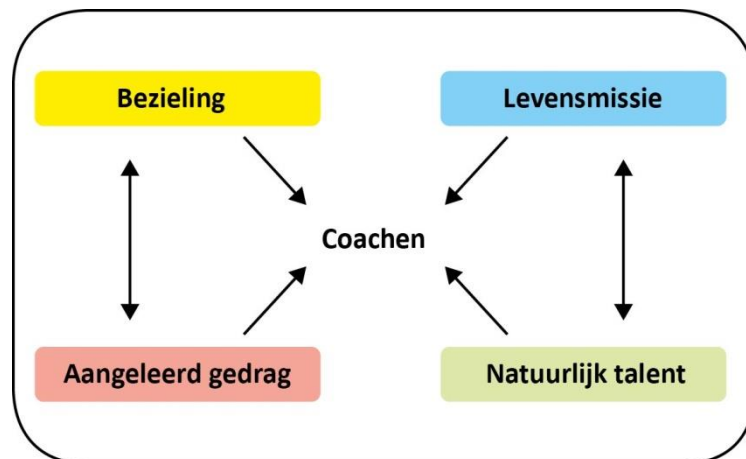 Bezieling
Levensmissie
Coachen
Aangeleerd gedrag
Natuurlijk talent